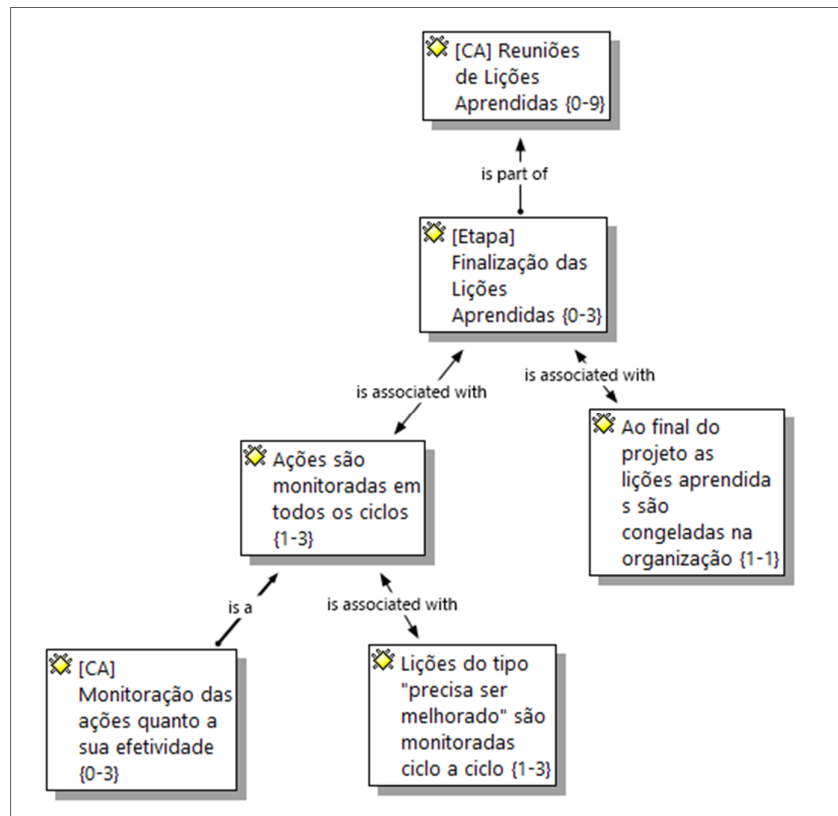 [CA] Reuniões
de Lições
Aprendidas {0-9}
is part of
[Etapa]
Finalização das
Lições
Aprendidas {0-3}
is associated with
is associated with
Ações são
monitoradas em
todos os ciclos
{1-3}
Ao final do
projeto as
lições aprendida
s são
congeladas na
organização {1-1}
is a
is associated with
[CA]
Monitoração das
ações quanto a
sua efetividade
{0-3}
Lições do tipo
"precisa ser
melhorado" são
monitoradas
ciclo a ciclo {1-3}